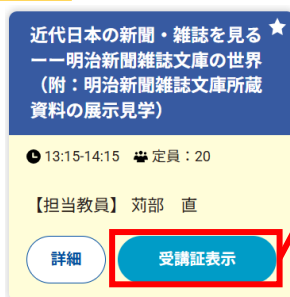 近代日本の新聞・雑誌を見る
ーー明治新聞雑誌文庫の世界
（附：明治新聞雑誌文庫所蔵
資料の展示見学）
13:15-14:15 定員：20
【担当教員】 苅部　直
詳細 受講証表示